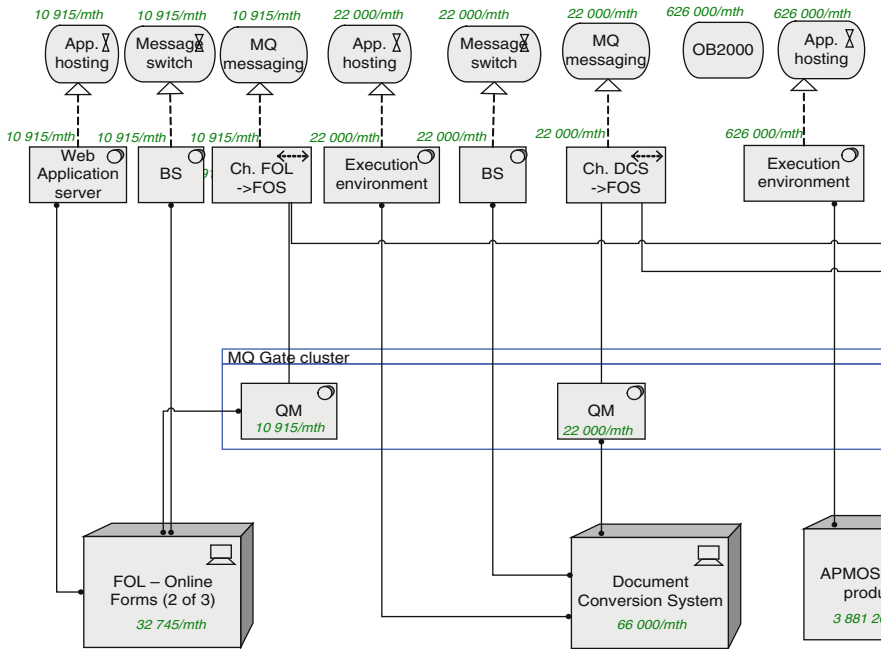 10 915/mth 10 915/mth 10 915/mth 22 000/mth 22 000/mth 22 000/mth 626 000/mth 626 000/mth
App.
hosting
Message
switch
MQ
messaging
App.
hosting
Message
switch
MQ
messaging
OB2000
App.
hosting
10 915/mth 10 915/mth 10 915/mth 22 000/mth 22 000/mth 22 000/mth 626 000/mth
Web
Application
server
BS
Ch. FOL
->FOS
Execution
environment
BS
Ch. DCS
->FOS
Execution
environment
MQ Gate cluster
QM
10 915/mth
QM
22 000/mth
FOL – Online
Forms (2 of 3)
32 745/mth
Document
Conversion System
66 000/mth
APMOS
produ
3 881 2